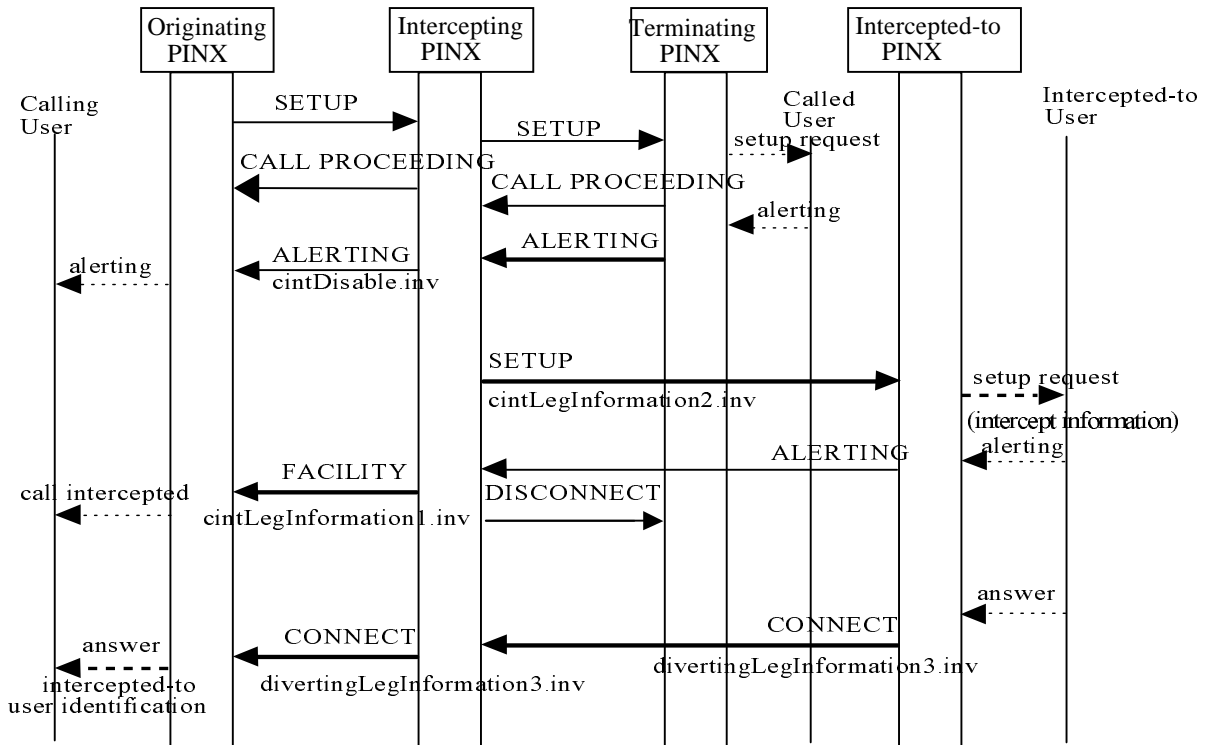 Originating
PINX
Intercepting
PINX
Terminating
PINX
Intercepted-to
PINX
Calling
User
Called
User
Intercepted-to
User
SETUP
SETUP
setup request
CALL PROCEEDING
CALL PROCEEDING
alerting
ALERTING
ALERTING
cintDisable.inv
alerting
SETUP
cintLegInformation2.inv
setup request
(intercept information)
alerting
ALERTING
FACILITY
call intercepted
cintLegInformation1.inv
DISCONNECT
answer
CONNECT
divertingLegInformation3.inv
CONNECT
divertingLegInformation3.inv
answer
intercepted-to
user identification